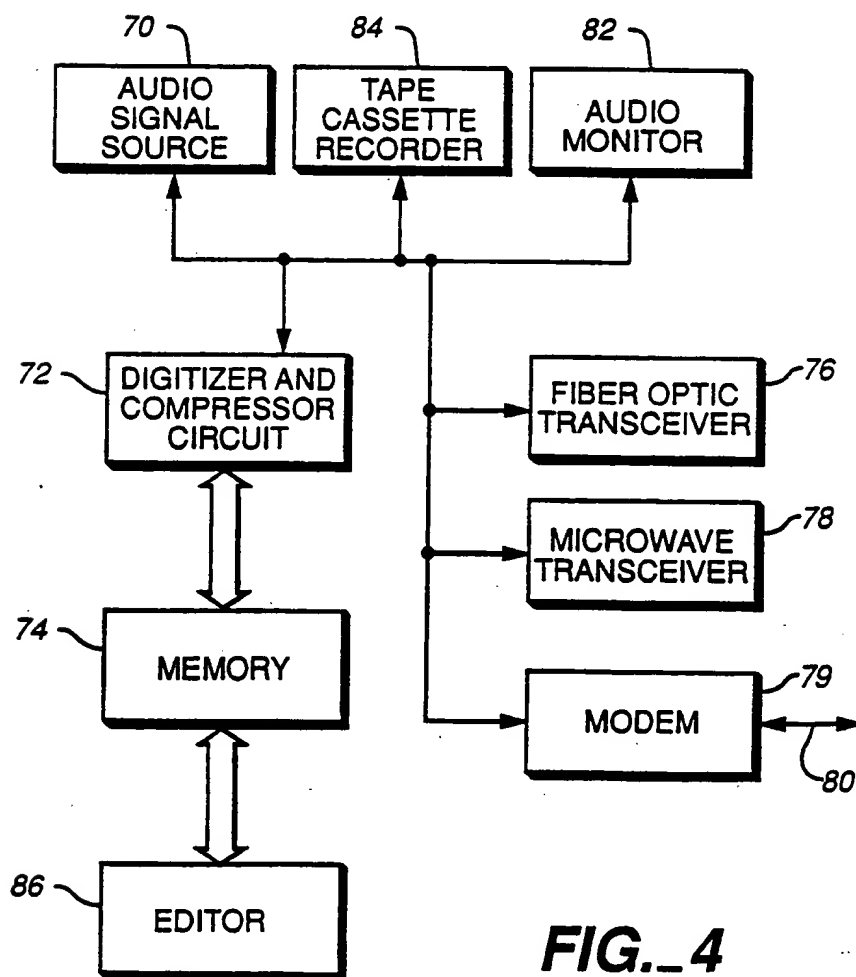 70
84
82
AUDIO
SIGNAL
SOURCE
TAPE
CASSETTE
RECORDER
AUDIO
MONITOR
72
DIGITIZER AND
COMPRESSOR
CIRCUIT
76
FIBER OPTIC
TRANSCEIVER
78
MICROWAVE
TRANSCEIVER
74
MEMORY
79
MODEM
80
86
EDITOR
FIG._4